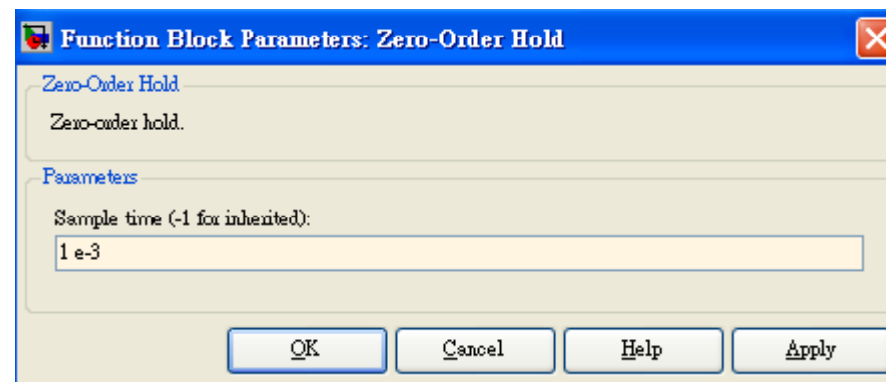 Function Block Parameters: Zero-Order Hold
Zero-Order Hold
Zero-order hold.
Parameters
Sample time (-1 for inherited):
1 e-3
OK Cancel Help Apply